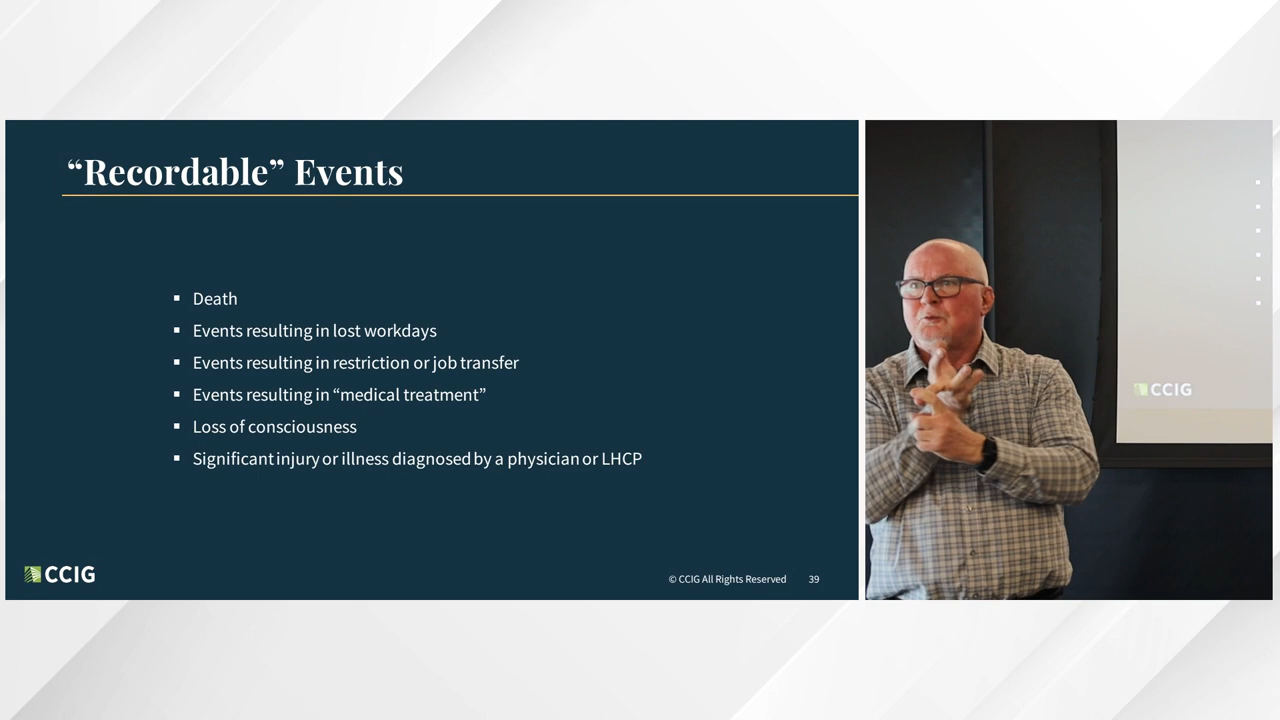 “Recordable” Events
▪ Death
▪ Events resulting in lost workdays
▪ Events resulting in restriction or job transfer
▪ Events resulting in “medical treatment”
▪ Loss of consciousness
▪ Significant injury or illness diagnosed by a physician or LHCP
CCIG
© CCIG All Rights Reserved 39
CCIG